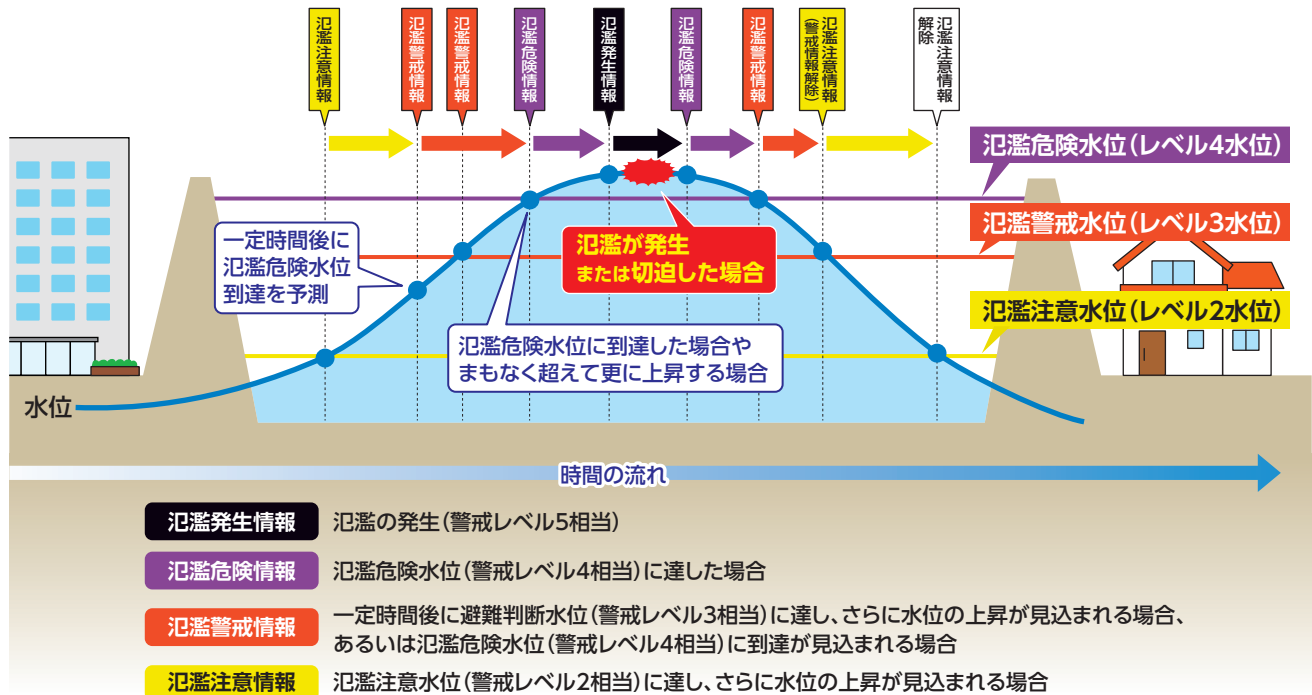 氾濫注意情報
氾濫警戒情報
氾濫警戒情報
氾濫危険情報
氾濫発生情報
氾濫危険情報
氾濫警戒情報
氾濫注意情報
(警戒情報解除)
氾濫注意情報
解除
氾濫危険水位(レベル4水位)
氾濫警戒水位(レベル3水位)
氾濫注意水位(レベル2水位)
一定時間後に
氾濫危険水位
到達を予測
氾濫が発生
または切迫した場合
氾濫危険水位に到達した場合や
まもなく超えて更に上昇する場合
水位
時間の流れ
氾濫発生情報 氾濫の発生(警戒レベル5相当)
氾濫危険情報 氾濫危険水位(警戒レベル4相当)に達した場合
氾濫警戒情報 一定時間後に避難判断水位(警戒レベル3相当)に達し、さらに水位の上昇が見込まれる場合、
あるいは氾濫危険水位(警戒レベル4相当)に到達が見込まれる場合
氾濫注意情報 氾濫注意水位(警戒レベル2相当)に達し、さらに水位の上昇が見込まれる場合